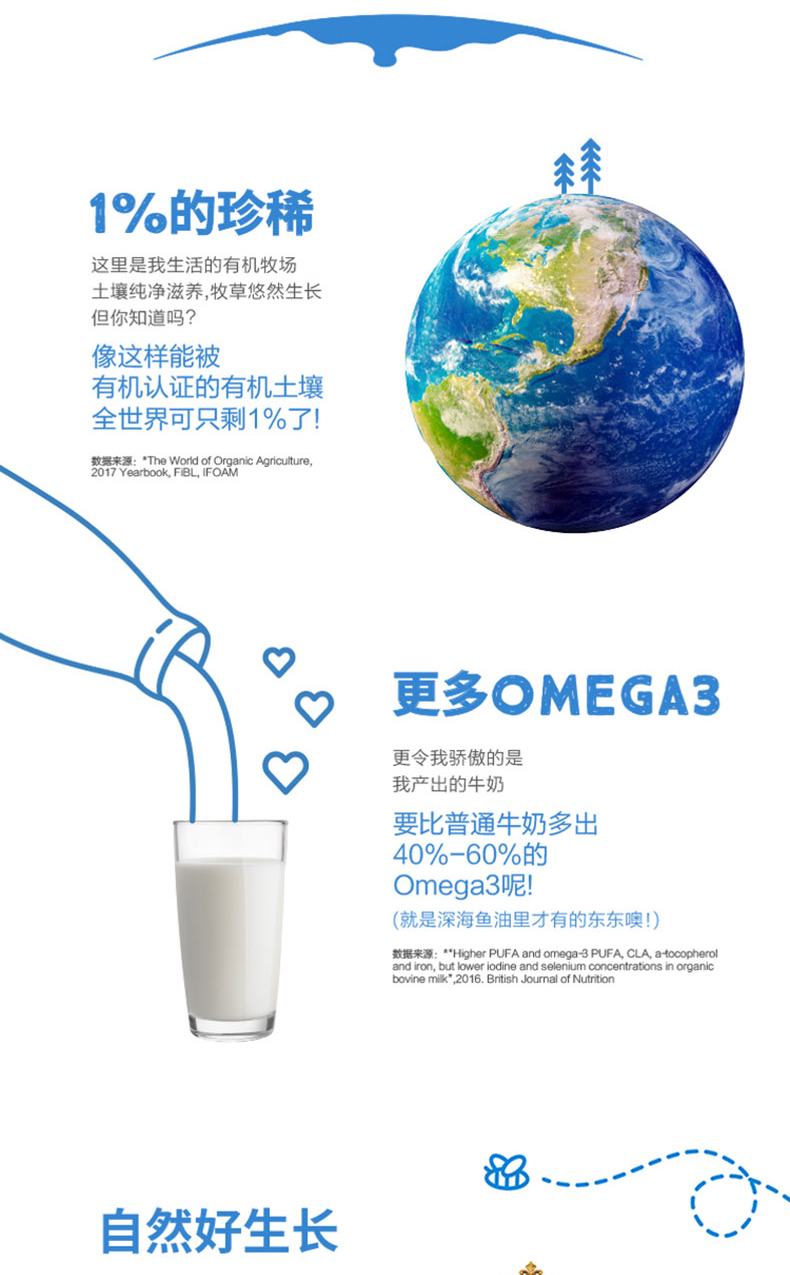 1%的珍稀
这里是我生活的有机牧场
土壤纯净滋养,牧草悠然生长
但你知道吗?
像这样能被
有机认证的有机土壤
全世界可只剩1%了!
数据来源：*The World of Organic Agriculture,
2017 Yearbook, FiBL, IFOAM
更多OMEGA3
更令我骄傲的是
我产出的牛奶
要比普通牛奶多出
40%-60%的
Omega3呢!
(就是深海鱼油里才有的东东噢!)
数据来源：**Higher PUFA and omega-3 PUFA, CLA, a-tocopherol
and iron, but lower iodine and selenium concentrations in organic
bovine milk",2016. British Journal of Nutrition
自然好生长